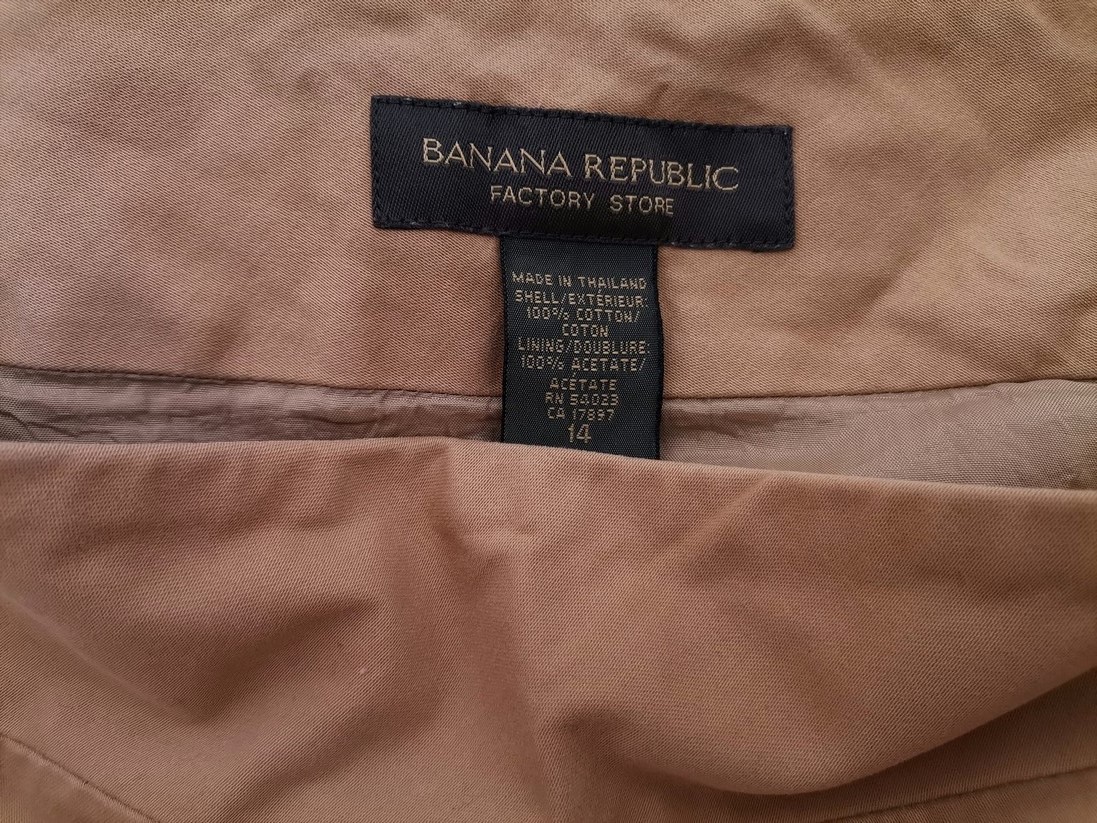 BANANA REPUBLIC
FACTORY STORE
MADE IN THAILAND
SHELL/EXTÉRIEUR:
100% COTTON/
COTON
LINING/DOUBLURE:
100% ACETATE/
ACÉTATE
RN 54023
CA 17897
14